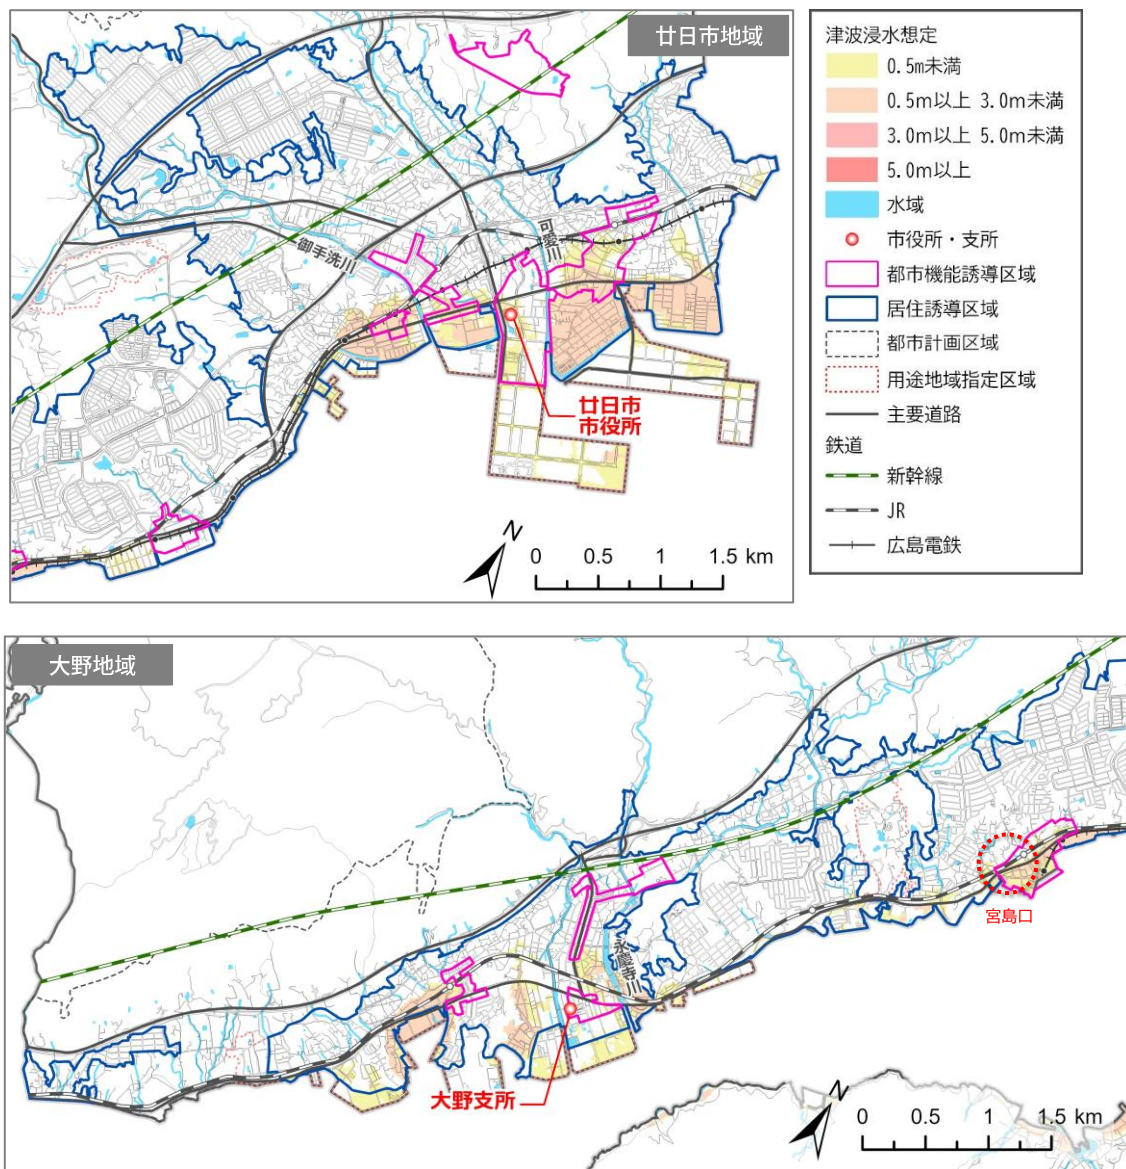 廿日市地域
御手洗川
可愛川
廿日市
市役所
N
0 0.5 1 1.5 km
津波浸水想定
0.5m未満
0.5m以上 3.0m未満
3.0m以上 5.0m未満
5.0m以上
水域
市役所・支所
都市機能誘導区域
居住誘導区域
都市計画区域
用途地域指定区域
主要道路
鉄道
新幹線
JR
広島電鉄
大野地域
宮島口
永慶寺川
大野支所
N
0 0.5 1 1.5 km